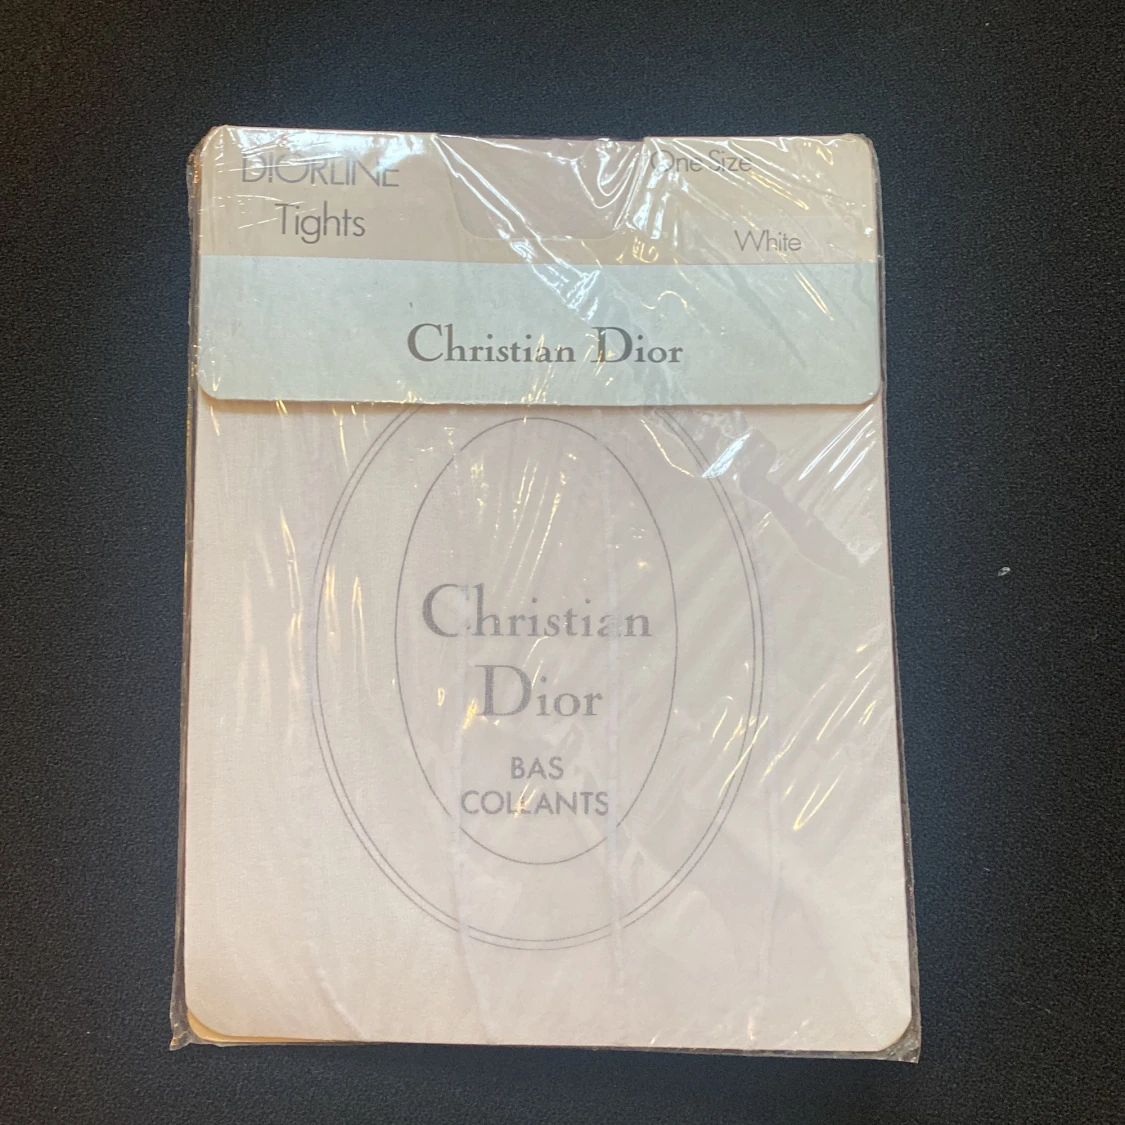 DIORLINE
Tights
One Size
White
Christian Dior
Christian
Dior
BAS
COLLANTS